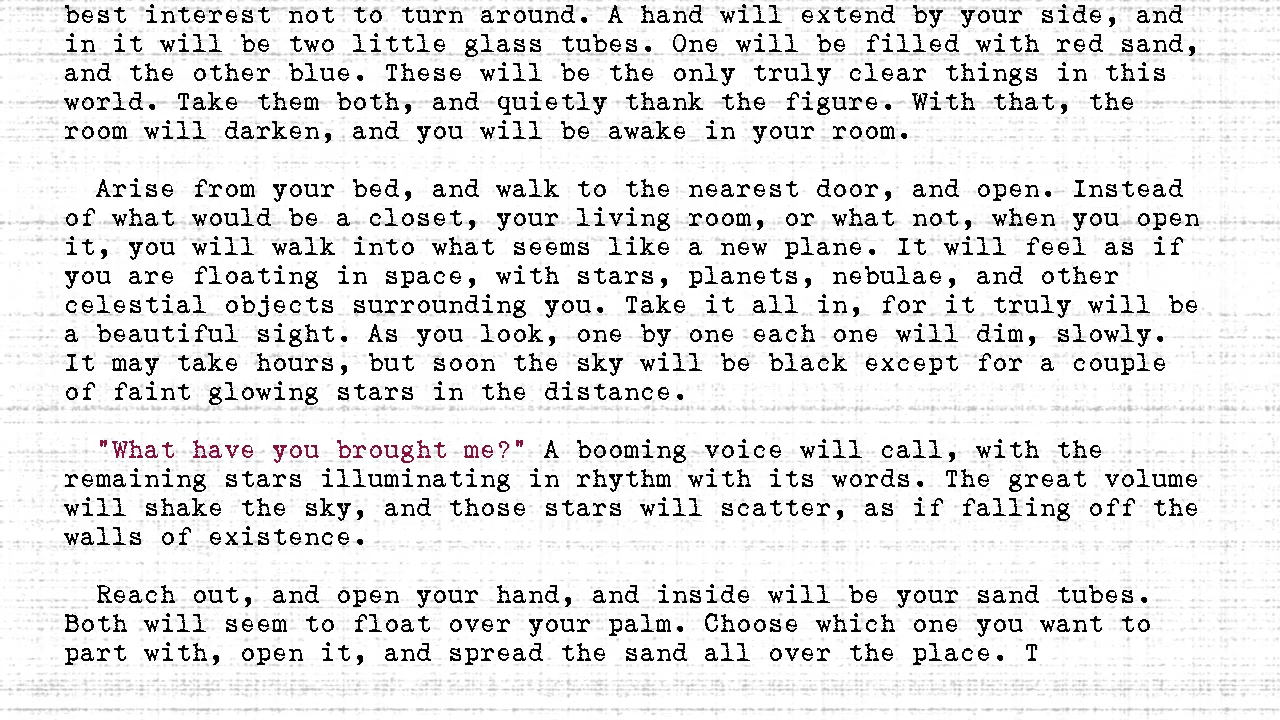 best interest not to turn around. A hand will extend by your side, and
in it will be two little glass tubes. One will be filled with red sand,
and the other blue. These will be the only truly clear things in this
world. Take them both, and quietly thank the figure. With that, the
room will darken, and you will be awake in your room.
Arise from your bed, and walk to the nearest door, and open. Instead
of what would be a closet, your living room, or what not, when you open
it, you will walk into what seems like a new plane. It will feel as if
you are floating in space, with stars, planets, nebulae, and other
celestial objects surrounding you. Take it all in, for it truly will be
a beautiful sight. As you look, one by one each one will dim, slowly.
It may take hours, but soon the sky will be black except for a couple
of faint glowing stars in the distance.
"What have you brought me?" A booming voice will call, with the
remaining stars illuminating in rhythm with its words. The great volume
will shake the sky, and those stars will scatter, as if falling off the
walls of existence.
Reach out, and open your hand, and inside will be your sand tubes.
Both will seem to float over your palm. Choose which one you want to
part with, open it, and spread the sand all over the place. T